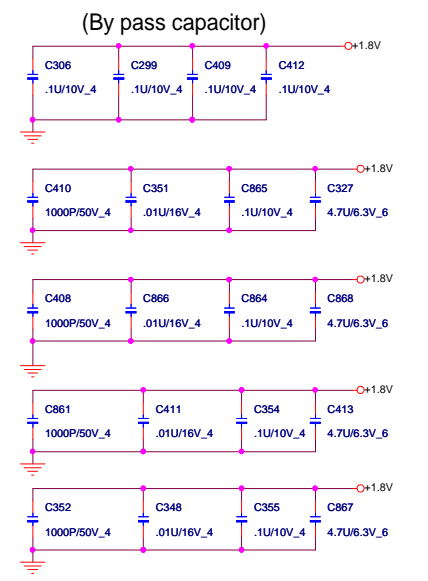 (By pass capacitor)
+1.8V
C306 C299 C409 C412
.1U/10V_4 .1U/10V_4 .1U/10V_4 .1U/10V_4
+1.8V
C410 C351 C865 C327
1000P/50V_4 .01U/16V_4 .1U/10V_4 4.7U/6.3V_6
+1.8V
C408 C866 C864 C868
1000P/50V_4 .01U/16V_4 .1U/10V_4 4.7U/6.3V_6
+1.8V
C861 C411 C354 C413
1000P/50V_4 .01U/16V_4 .1U/10V_4 4.7U/6.3V_6
+1.8V
C352 C348 C355 C867
1000P/50V_4 .01U/16V_4 .1U/10V_4 4.7U/6.3V_6